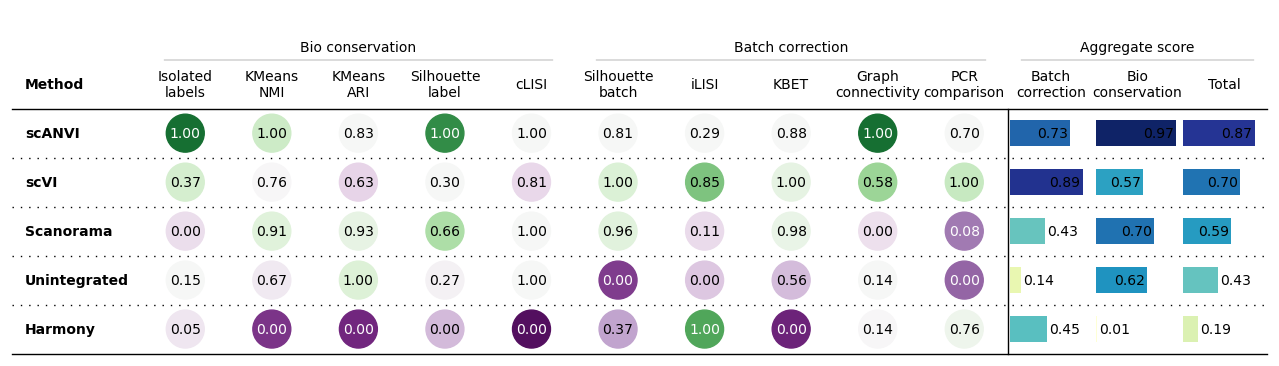 Bio conservation Batch correction Aggregate score
Method Isolated labels KMeans NMI KMeans ARI Silhouette label cLISI Silhouette batch iLISI KBET Graph connectivity PCR comparison Batch correction Bio conservation Total
scANVI 1.00 1.00 0.83 1.00 1.00 0.81 0.29 0.88 1.00 0.70 0.73 0.97 0.87
scVI 0.37 0.76 0.63 0.30 0.81 1.00 0.85 1.00 0.58 1.00 0.89 0.57 0.70
Scanorama 0.00 0.91 0.93 0.66 1.00 0.96 0.11 0.98 0.00 0.08 0.43 0.70 0.59
Unintegrated 0.15 0.67 1.00 0.27 1.00 0.00 0.00 0.56 0.14 0.00 0.14 0.62 0.43
Harmony 0.05 0.00 0.00 0.00 0.00 0.37 1.00 0.00 0.14 0.76 0.45 0.01 0.19